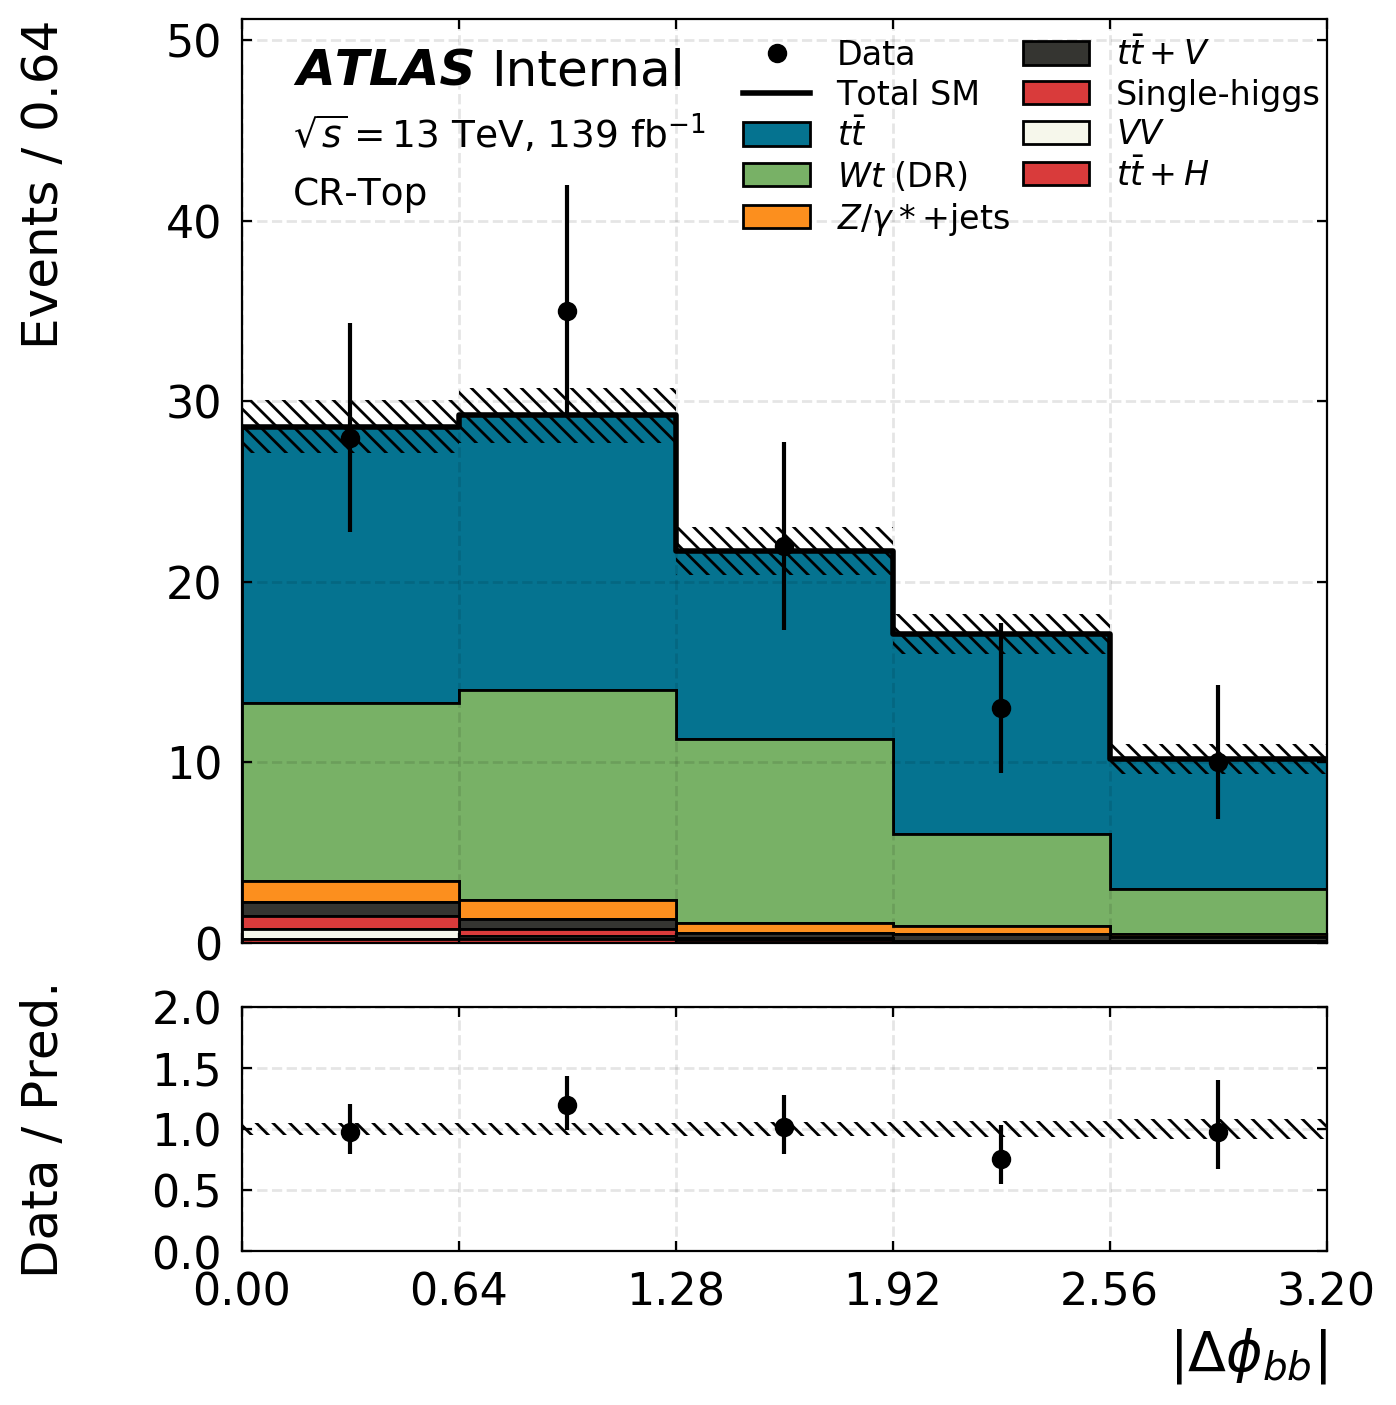 Events / 0.64
50
40
30
20
10
0
ATLAS Internal
√s = 13 TeV, 139 fb⁻¹
CR-Top
Data
Total SM
tt̄
Wt (DR)
Z/γ * +jets
tt̄ + V
Single-higgs
VV
tt̄ + H
Data / Pred.
2.0
1.5
1.0
0.5
0.0
0.00 0.64 1.28 1.92 2.56 3.20
|Δϕ_bb|